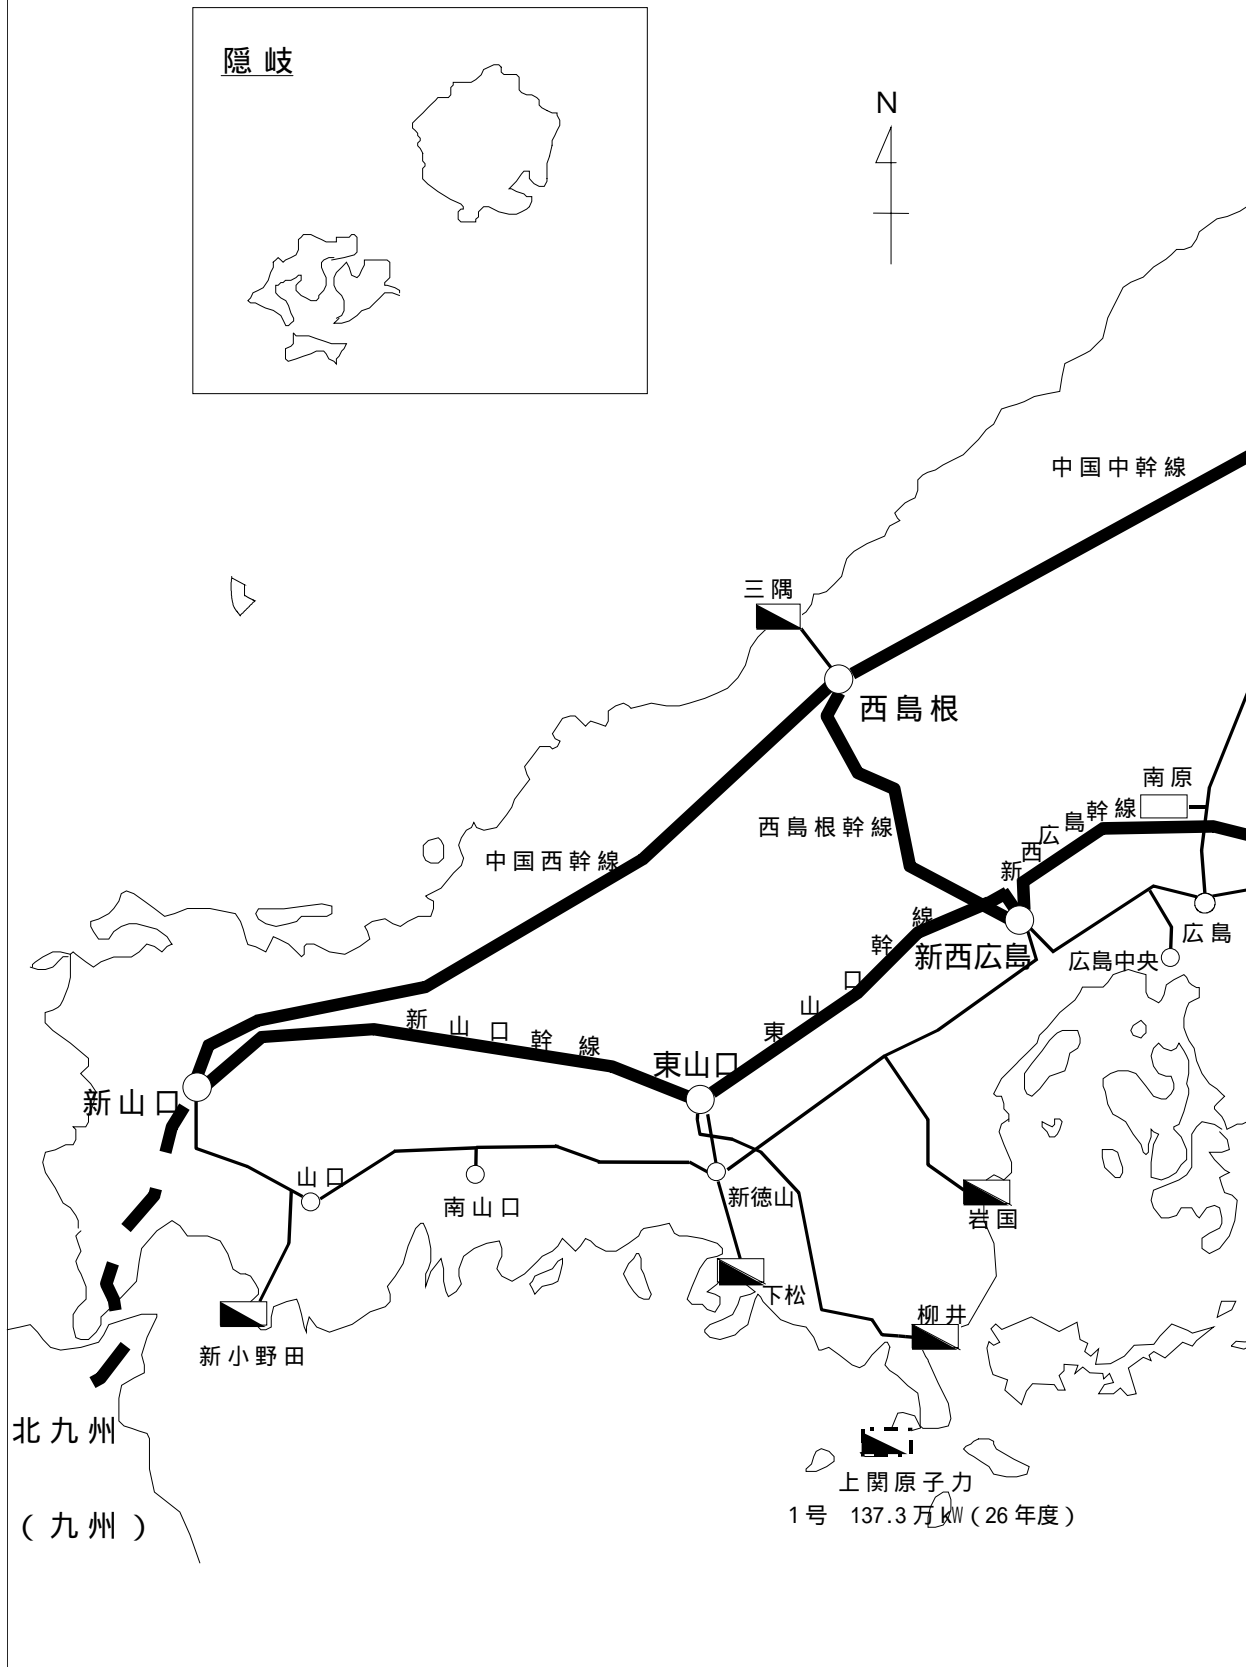 隠岐
N
中国中幹線
三隅
西島根
南原
西島根幹線
新西広島幹線
中国西幹線
広島
新西広島
広島中央
東山口幹線
新山口幹線
東山口
新山口
山口
南山口
新徳山
岩国
下松
柳井
新小野田
北九州
上関原子力
1号 137.3万kW(26年度)
(九州)